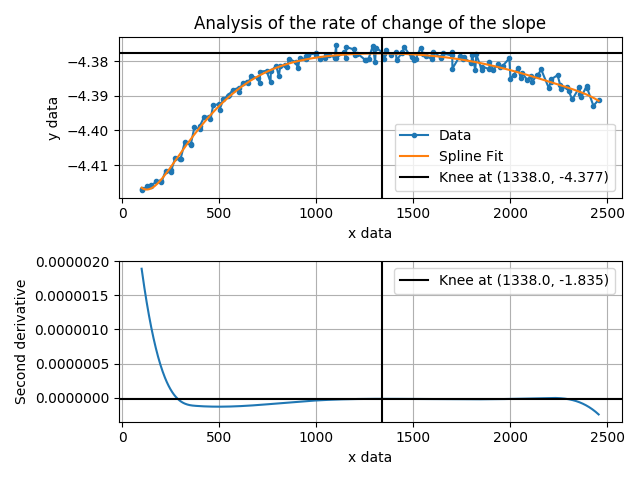 Analysis of the rate of change of the slope
y data
−4.38
−4.39
−4.40
−4.41
Data
Spline Fit
Knee at (1338.0, -4.377)
0 500 1000 1500 2000 2500
x data
Second derivative
0.0000020
0.0000015
0.0000010
0.0000005
0.0000000
Knee at (1338.0, -1.835)
0 500 1000 1500 2000 2500
x data